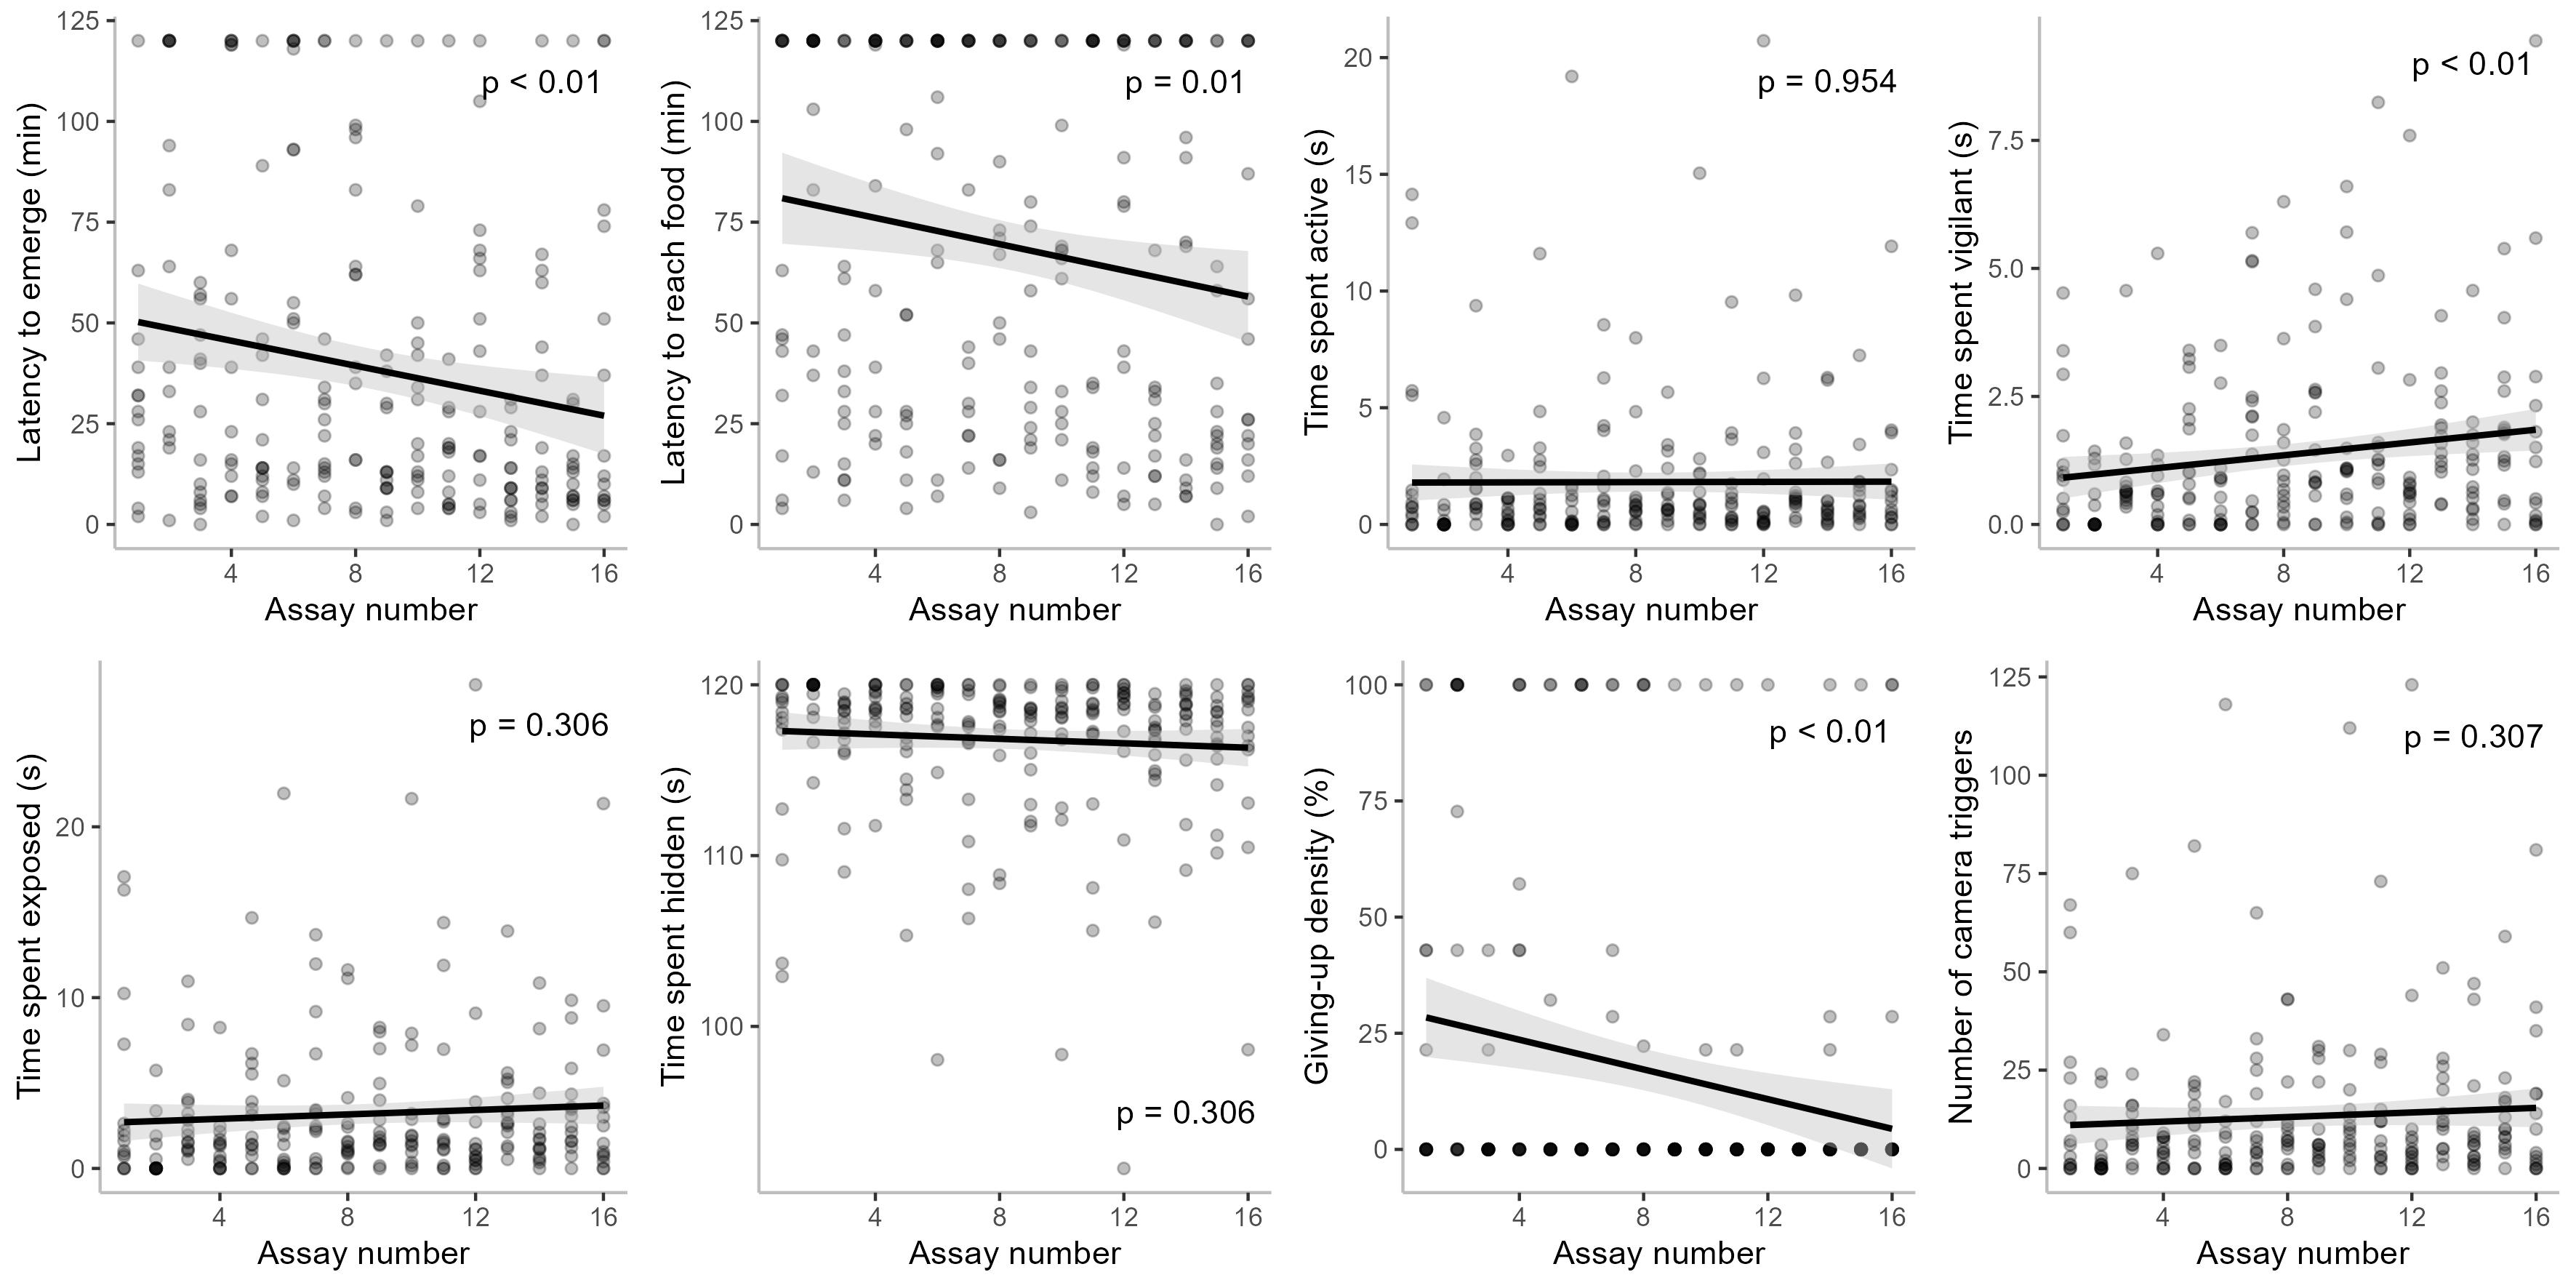 Latency to emerge (min)
125
100
75
50
25
0
p < 0.01
4 8 12 16
Assay number
Latency to reach food (min)
125
100
75
50
25
0
p = 0.01
4 8 12 16
Assay number
Time spent active (s)
20
15
10
5
0
p = 0.954
4 8 12 16
Assay number
Time spent vigilant (s)
7.5
5.0
2.5
0.0
p < 0.01
4 8 12 16
Assay number
Time spent exposed (s)
20
10
0
p = 0.306
4 8 12 16
Assay number
Time spent hidden (s)
120
110
100
p = 0.306
4 8 12 16
Assay number
Giving-up density (%)
100
75
50
25
0
p < 0.01
4 8 12 16
Assay number
Number of camera triggers
125
100
75
50
25
0
p = 0.307
4 8 12 16
Assay number